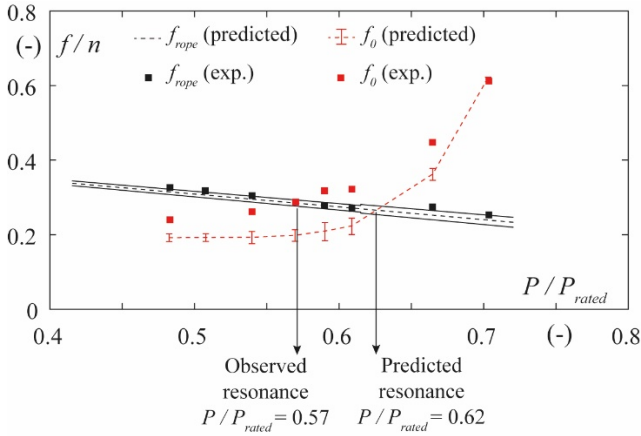 0.8
f / n
(-)
f_rope (predicted)
f_0 (predicted)
f_rope (exp.)
f_0 (exp.)
0.6
0.4
0.2
0
P / P_rated
0.4 0.5 0.6 0.7 (-) 0.8
Observed
resonance
P / P_rated = 0.57
Predicted
resonance
P / P_rated = 0.62